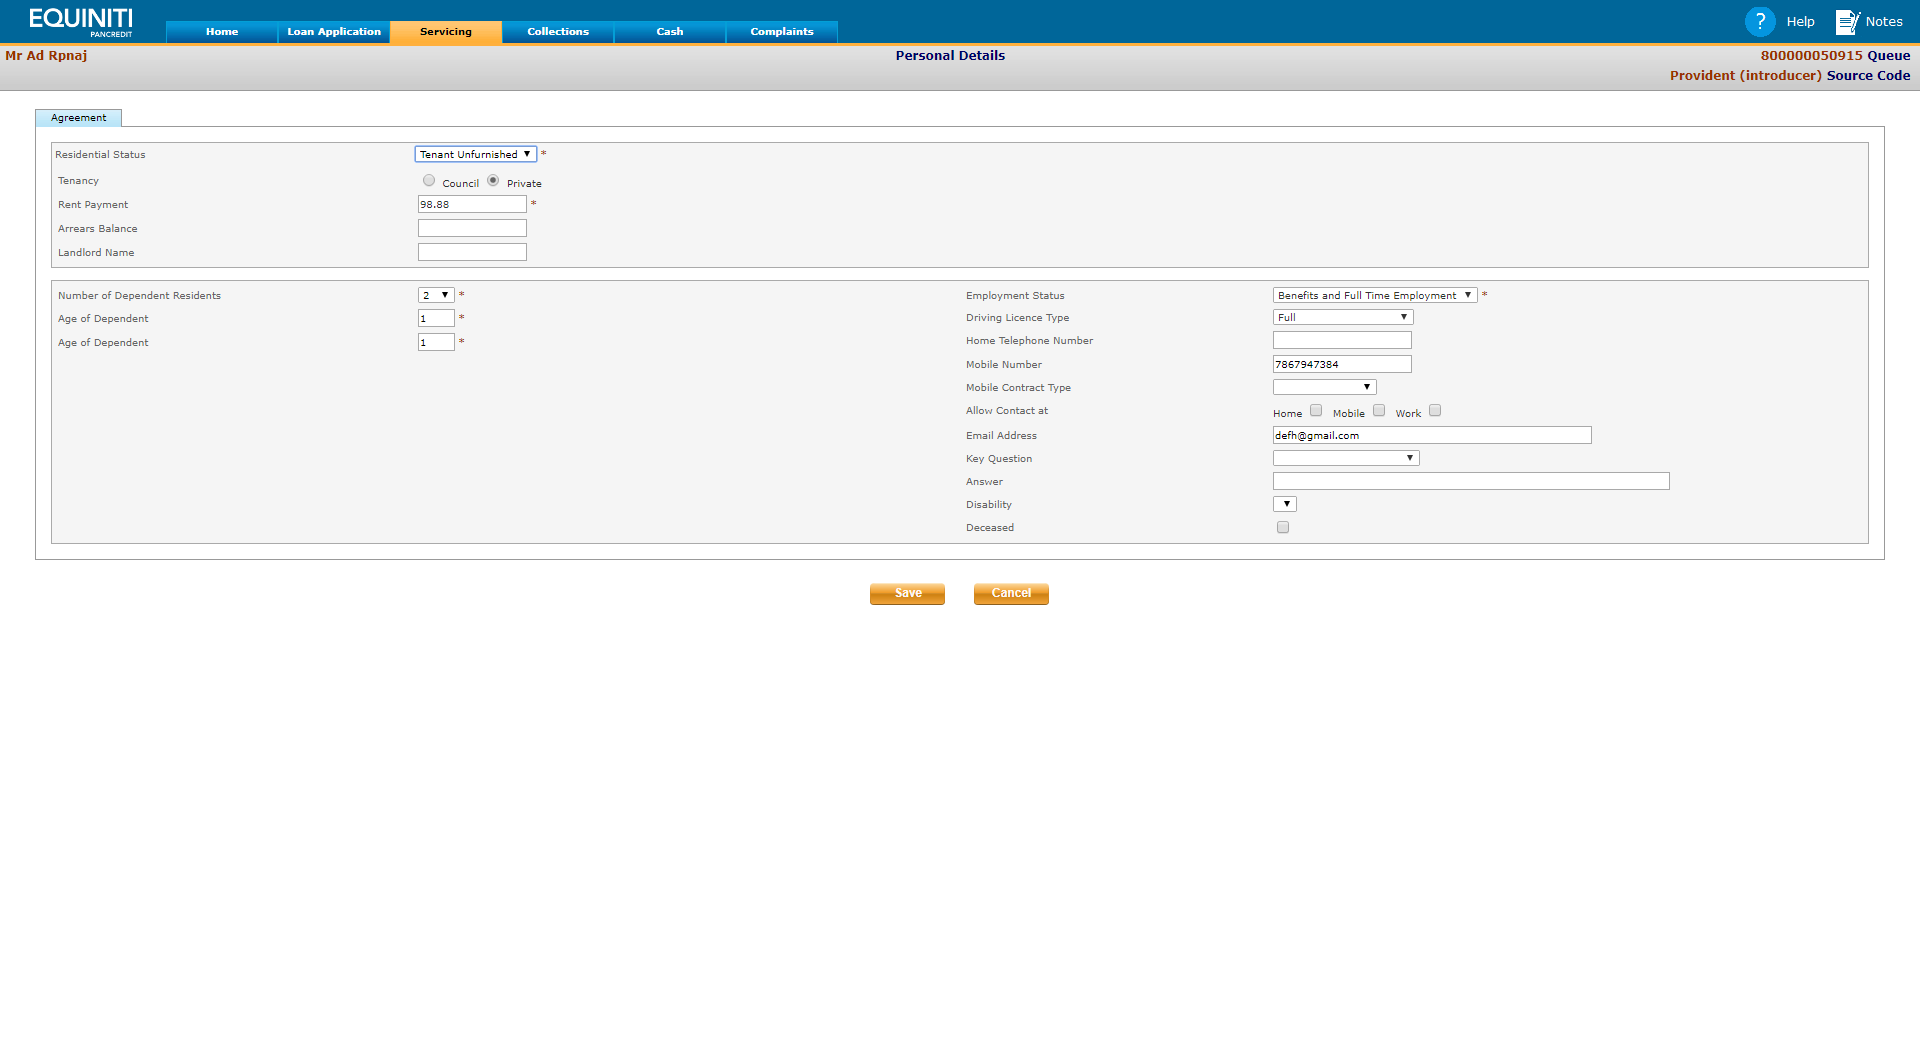 EQUINITI
PANCREDIT
Home Loan Application Servicing Collections Cash Complaints
? Help Notes
Mr Ad Rpnaj Personal Details 800000050915 Queue
Provident (introducer) Source Code
Agreement
Residential Status Tenant Unfurnished *
Tenancy Council Private
Rent Payment 98.88 *
Arrears Balance
Landlord Name
Number of Dependent Residents 2 *
Age of Dependent 1 *
Age of Dependent 1 *
Employment Status Benefits and Full Time Employment *
Driving Licence Type Full
Home Telephone Number
Mobile Number 7867947384
Mobile Contract Type
Allow Contact at Home Mobile Work
Email Address defh@gmail.com
Key Question
Answer
Disability
Deceased
Save Cancel